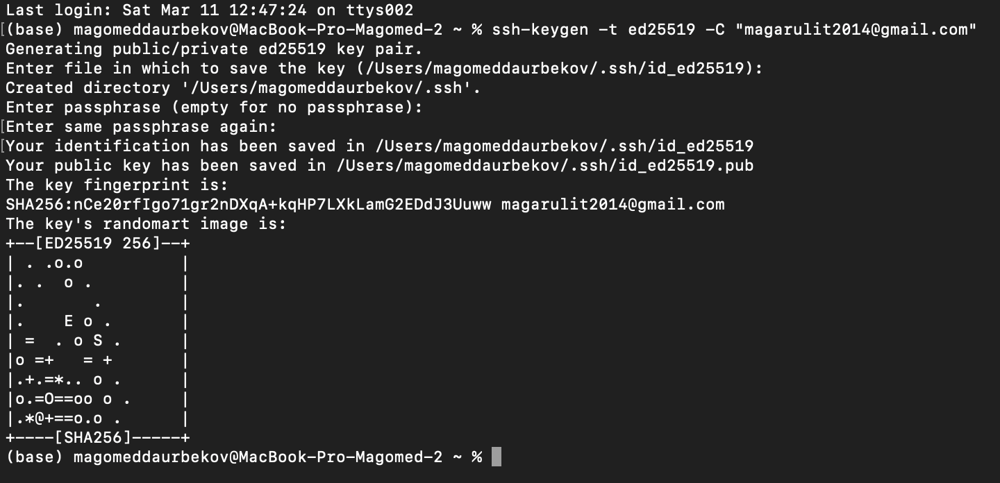 Last login: Sat Mar 11 12:47:24 on ttys002
[(base) magomeddaurbekov@MacBook-Pro-Magomed-2 ~ % ssh-keygen -t ed25519 -C "magarulit2014@gmail.com"
Generating public/private ed25519 key pair.
Enter file in which to save the key (/Users/magomeddaurbekov/.ssh/id_ed25519):
Created directory '/Users/magomeddaurbekov/.ssh'.
Enter passphrase (empty for no passphrase):
[Enter same passphrase again:
[Your identification has been saved in /Users/magomeddaurbekov/.ssh/id_ed25519
Your public key has been saved in /Users/magomeddaurbekov/.ssh/id_ed25519.pub
The key fingerprint is:
SHA256:nCe20rfIgo71gr2nDXqA+kqHP7LXkLamG2EDdJ3Uuww magarulit2014@gmail.com
The key's randomart image is:
+--[ED25519 256]--+
| . .o.o          |
|. .  o .         |
|.       .        |
|.    E o .       |
| =  . o S .      |
|o =+   = +       |
|.+.=*.. o .      |
|o.=O==oo o .     |
|.*@+==o.o .      |
+----[SHA256]-----+
(base) magomeddaurbekov@MacBook-Pro-Magomed-2 ~ %